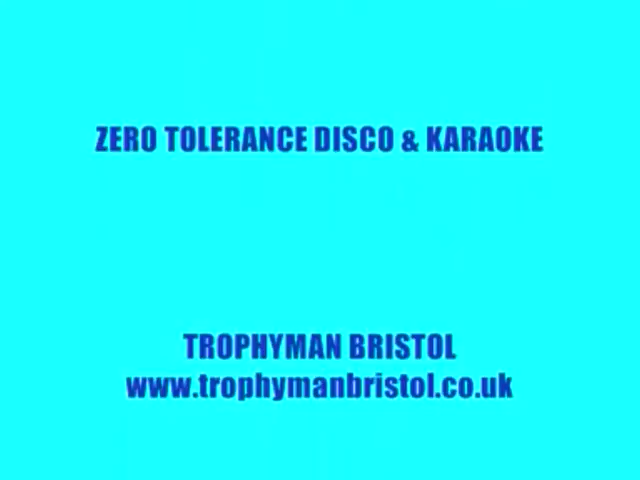 ZERO TOLERANCE DISCO & KARAOKE
TROPHYMAN BRISTOL
www.trophymanbristol.co.uk